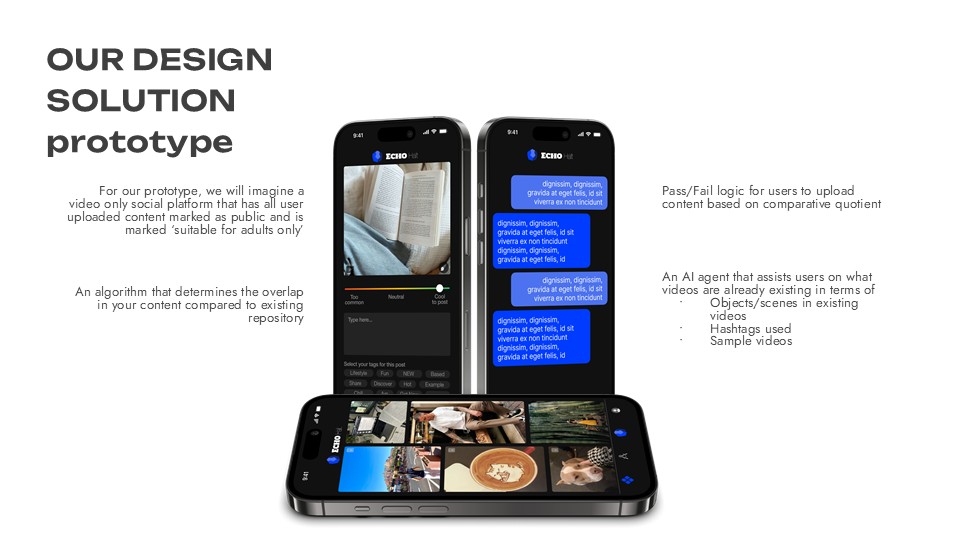 OUR DESIGN
SOLUTION
prototype
For our prototype, we will imagine a
video only social platform that has all user
uploaded content marked as public and is
marked ‘suitable for adults only’
An algorithm that determines the overlap
in your content compared to existing
repository
9:41
ECHO Hall
Too
common
Neutral
Cool
to post
Type here...
Select your tags for this post
Lifestyle Fun NEW Based
Share Discover Hot Example
Chill
9:41
ECHO Hall
dignissim, dignissim,
gravida at eget felis, id sit
viverra ex non tincidunt
dignissim, dignissim,
gravida at eget felis, id sit
viverra ex non tincidunt
dignissim, dignissim,
gravida at eget felis, id
dignissim, dignissim,
gravida at eget felis, id sit
viverra ex non tincidunt
dignissim, dignissim,
gravida at eget felis, id sit
viverra ex non tincidunt
dignissim, dignissim,
gravida at eget felis, id
Pass/Fail logic for users to upload
content based on comparative quotient
An AI agent that assists users on what
videos are already existing in terms of
· Objects/scenes in existing
videos
· Hashtags used
· Sample videos
9:41
ECHO Hall